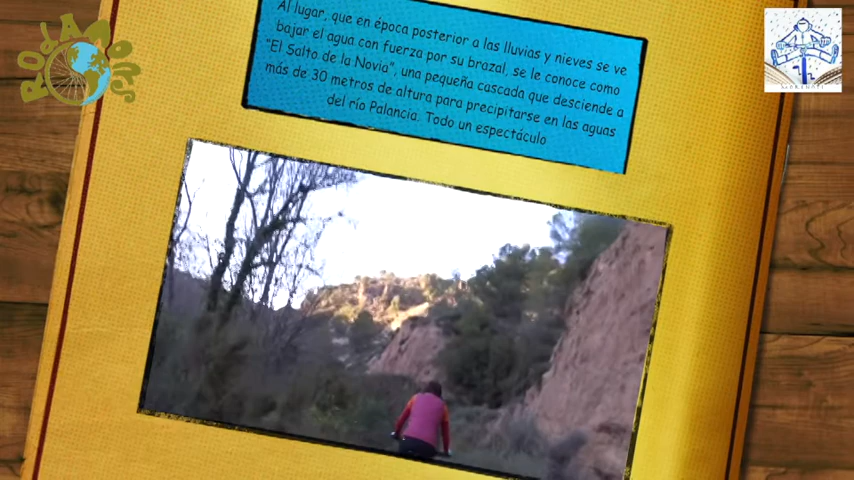 Al lugar, que en época posterior a las lluvias y nieves se ve
bajar el agua con fuerza por su brazal, se le conoce como
"El Salto de la Novia", una pequeña cascada que desciende a
más de 30 metros de altura para precipitarse en las aguas
del río Palancia. Todo un espectáculo
RodaMons